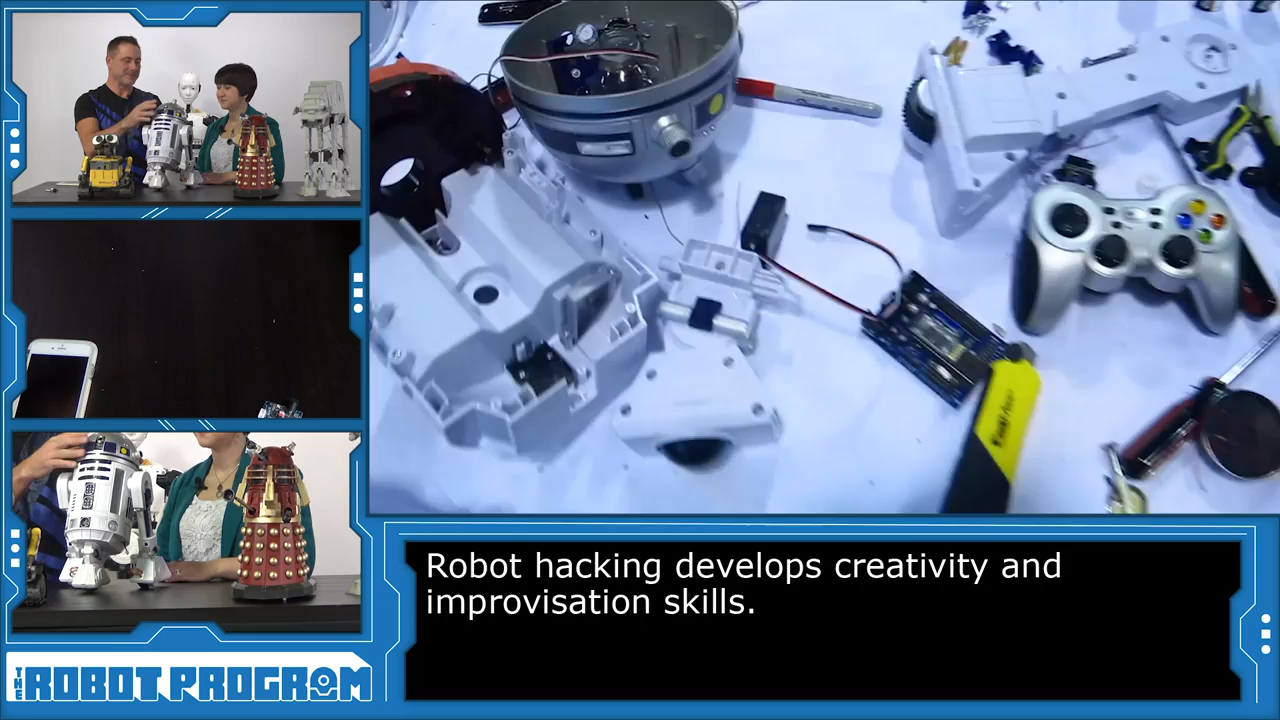 Robot hacking develops creativity and
improvisation skills.
THE ROBOT PROGRAM